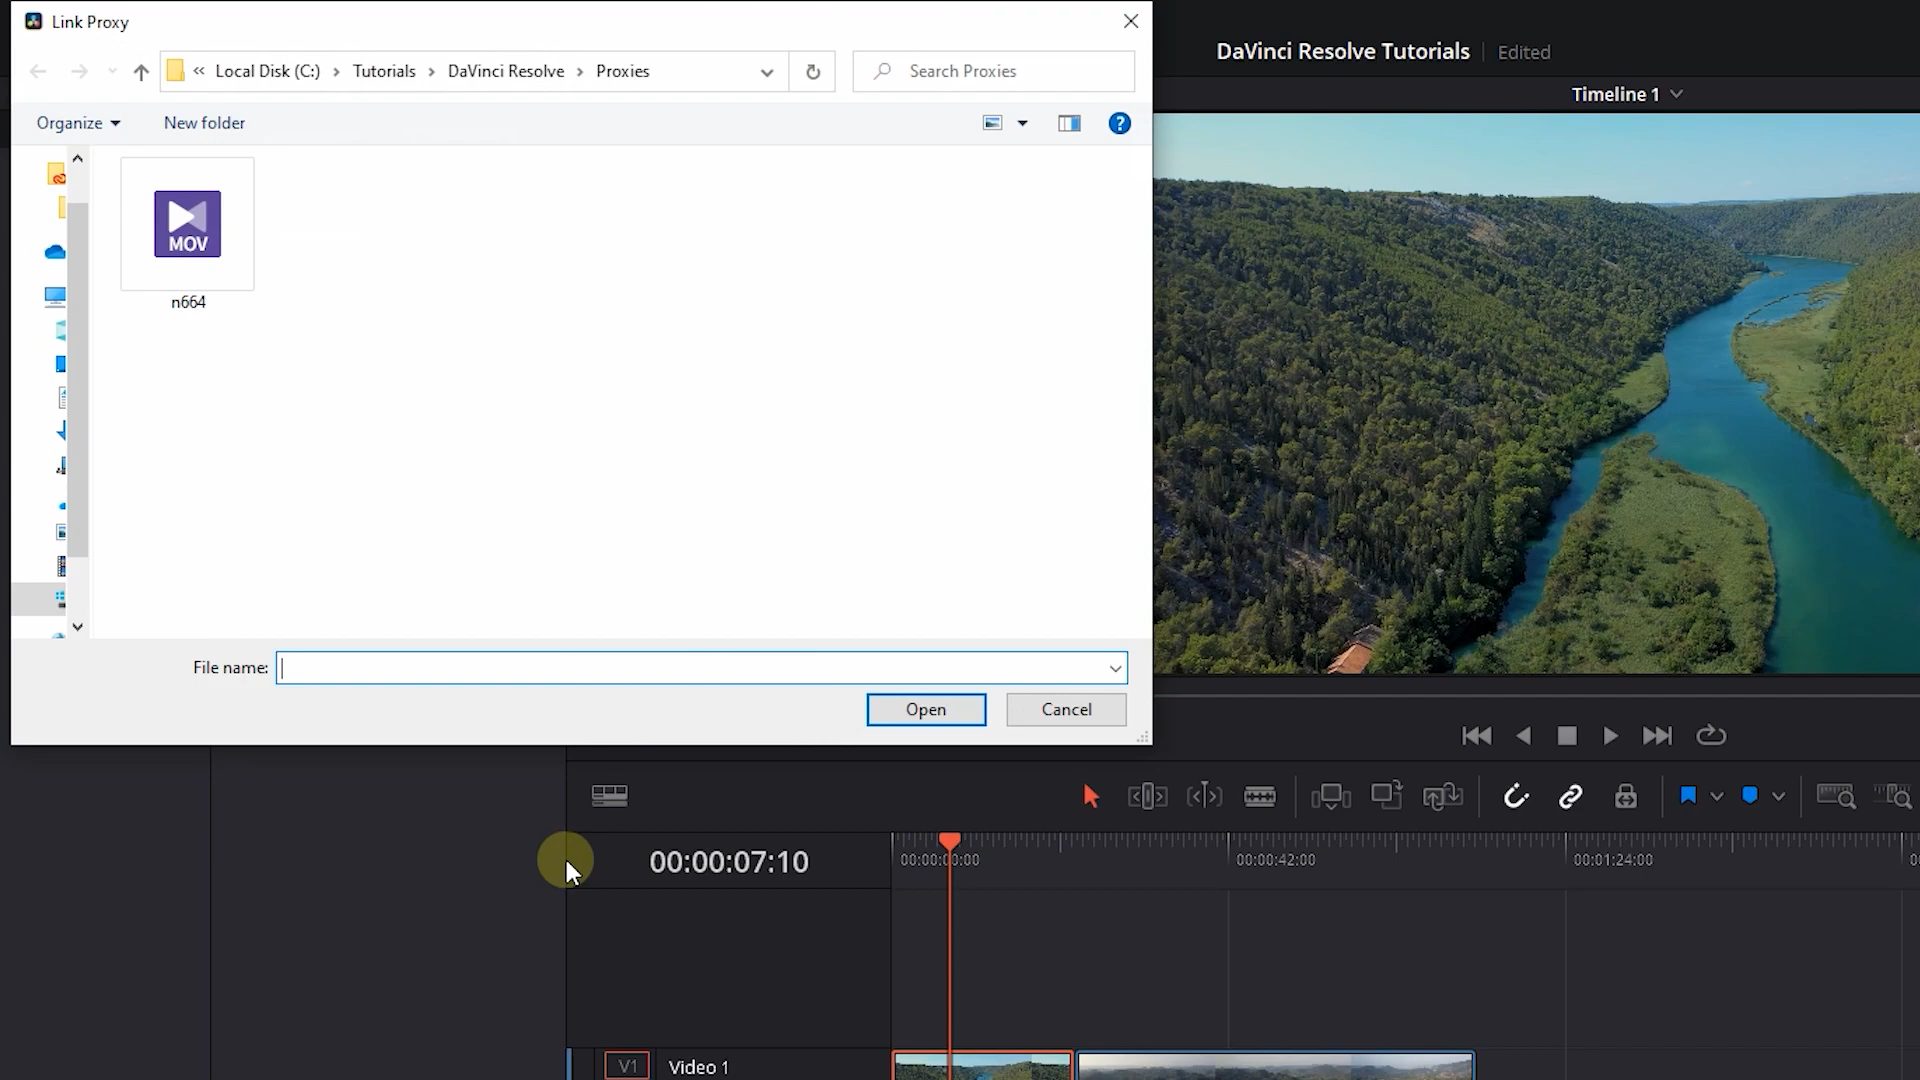 Link Proxy
« Local Disk (C:) › Tutorials › DaVinci Resolve › Proxies
Search Proxies
Organize
New folder
?
MOV
n664
File name:
Open
Cancel
DaVinci Resolve Tutorials
Edited
Timeline 1
00:00:07:10
00:00:00:00
00:00:42:00
00:01:24:00
V1
Video 1